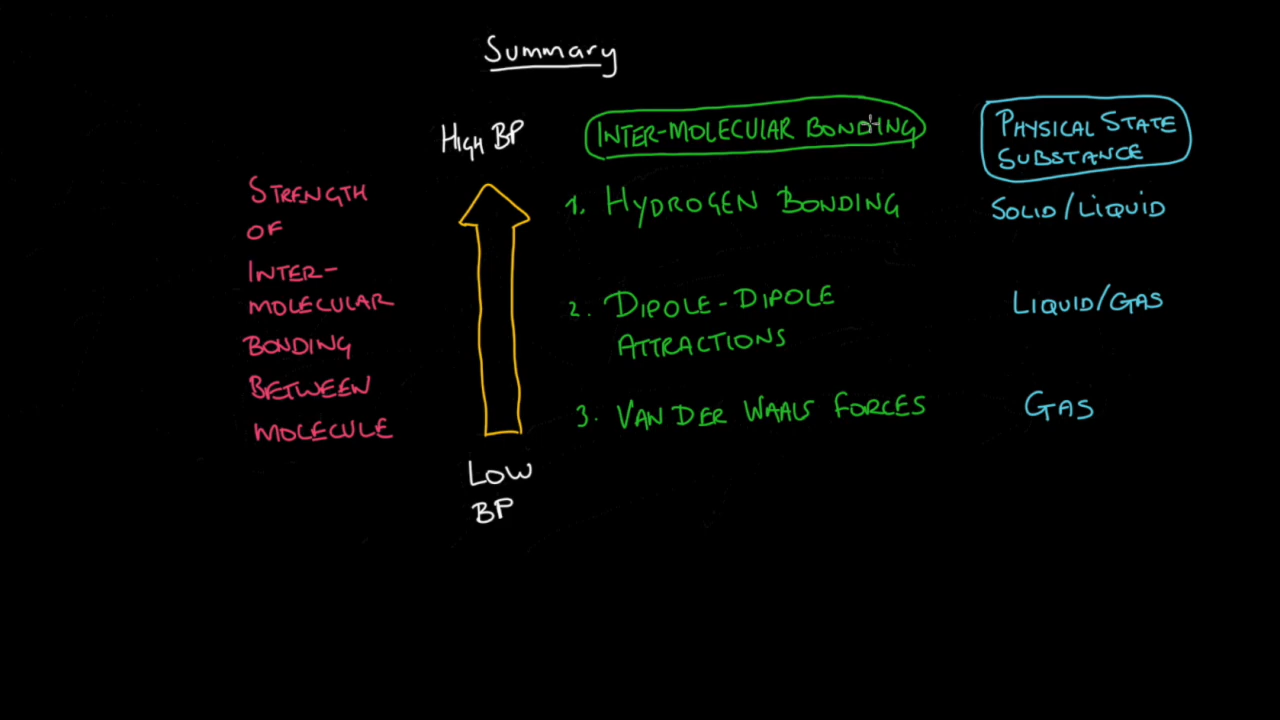 Summary
High BP
INTER-MOLECULAR BONDING
PHYSICAL STATE
SUBSTANCE
STRENGTH
OF
INTER-
MOLECULAR
BONDING
BETWEEN
MOLECULE
1. HYDROGEN BONDING
SOLID/LIQUID
2. DIPOLE-DIPOLE
ATTRACTIONS
LIQUID/GAS
3. VAN DER WAALS FORCES
GAS
LOW
BP